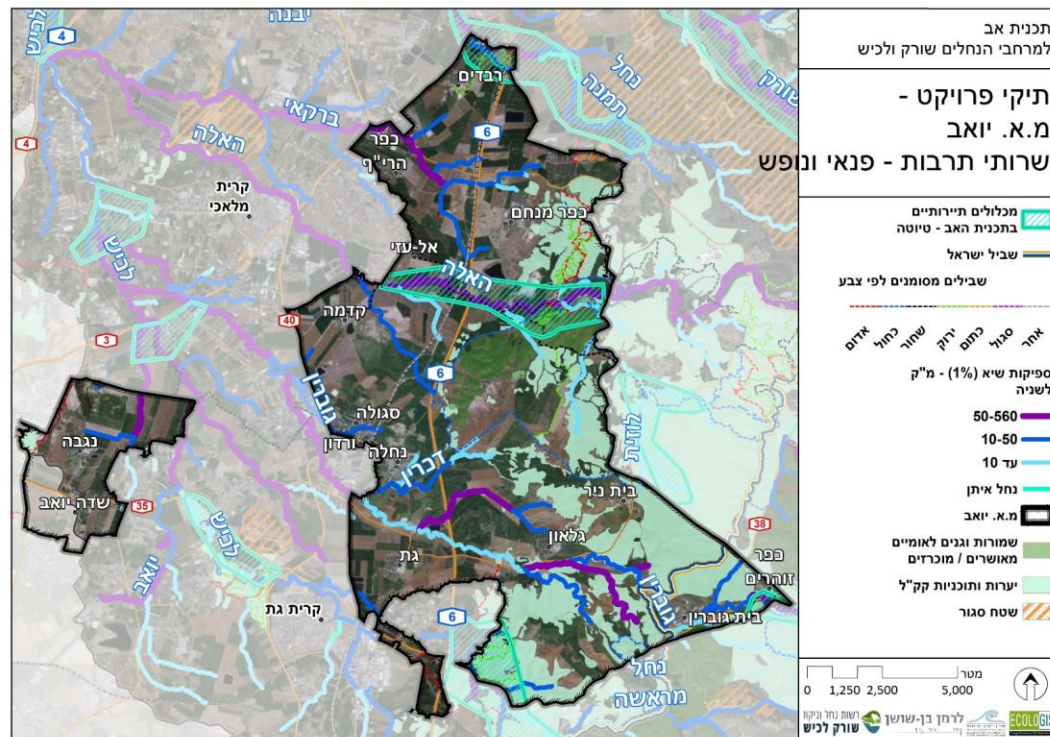 תכנית אב
למרחבי הנחלים שורק ולכיש
תיקי פרויקט -
מ.א. יואב
שרותי תרבות - פנאי ונופש
מכלולים תיירותיים
בתכנית האב - טיוטה
שביל ישראל
שבילים מסומנים לפי צבע
אדום
כחול
שחור
ירוק
כתום
סגול
אחר
ספיקות שיא (1%) - מ"ק
לשניה
50-560
10-50
עד 10
נחל איתן
מ.א. יואב
שמורות וגנים לאומיים
מאושרים / מוכרזים
יערות ותוכניות קק"ל
שטח סגור
מטר
0 1,250 2,500 5,000
רשות נחל וניקוז
שורק לכיש
לרמן בן-שושן
ECOLOGIS
יבנה
לכיש
4
נחל
תמנה
שורק
רבדים
ברקאי
האלה
6
כפר
הרי"ף
4
קרית
מלאכי
כפר מנחם
אל-עזי
האלה
לכיש
קדמה
40
3
6
גוברין
לוזית
סגולה
ורדון
נחלה
דכרין
נגבה
בית ניר
שדה יואב
35
לכיש
גלאון
38
גת
כפר
זוהרים
יואב
גוברין
בית גוברין
קרית גת
6
נחל
מראשה